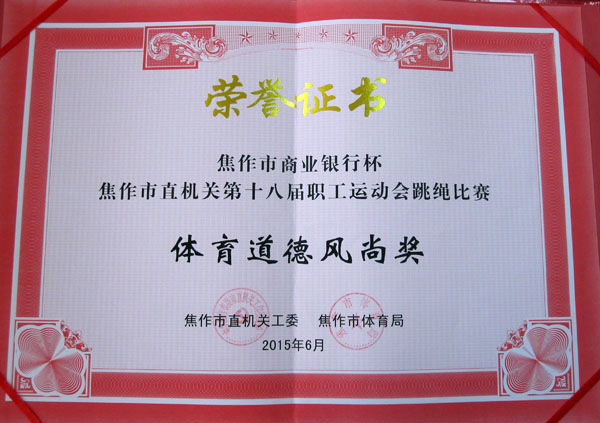 荣誉证书
焦作市商业银行杯
焦作市直机关第十八届职工运动会跳绳比赛
体育道德风尚奖
焦作市直机关工委 焦作市体育局
2015年6月